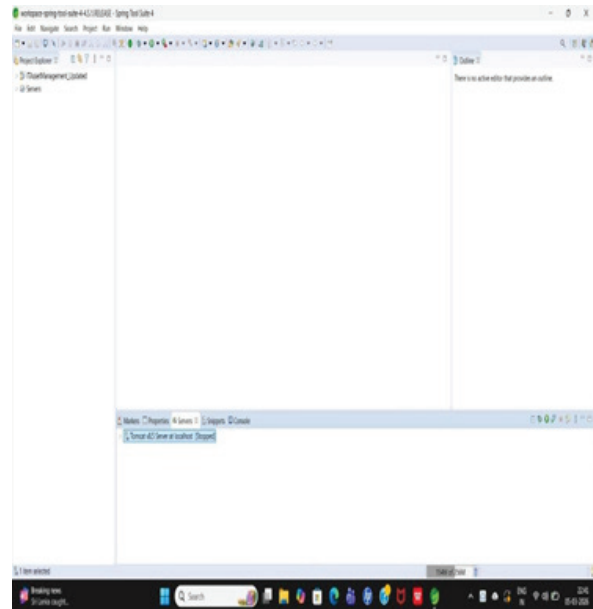 workspace-spring-tool-suite-4-4.5.1.RELEASE - Spring Tool Suite 4
File Edit Navigate Search Project Run Window Help
Project Explorer
Outline
There is no active editor that provides an outline.
Servers
Markers Properties Servers Snippets Console
Tomcat v8.5 Server at localhost [Stopped]
1 item selected
Breaking news
Search
ENG
IN